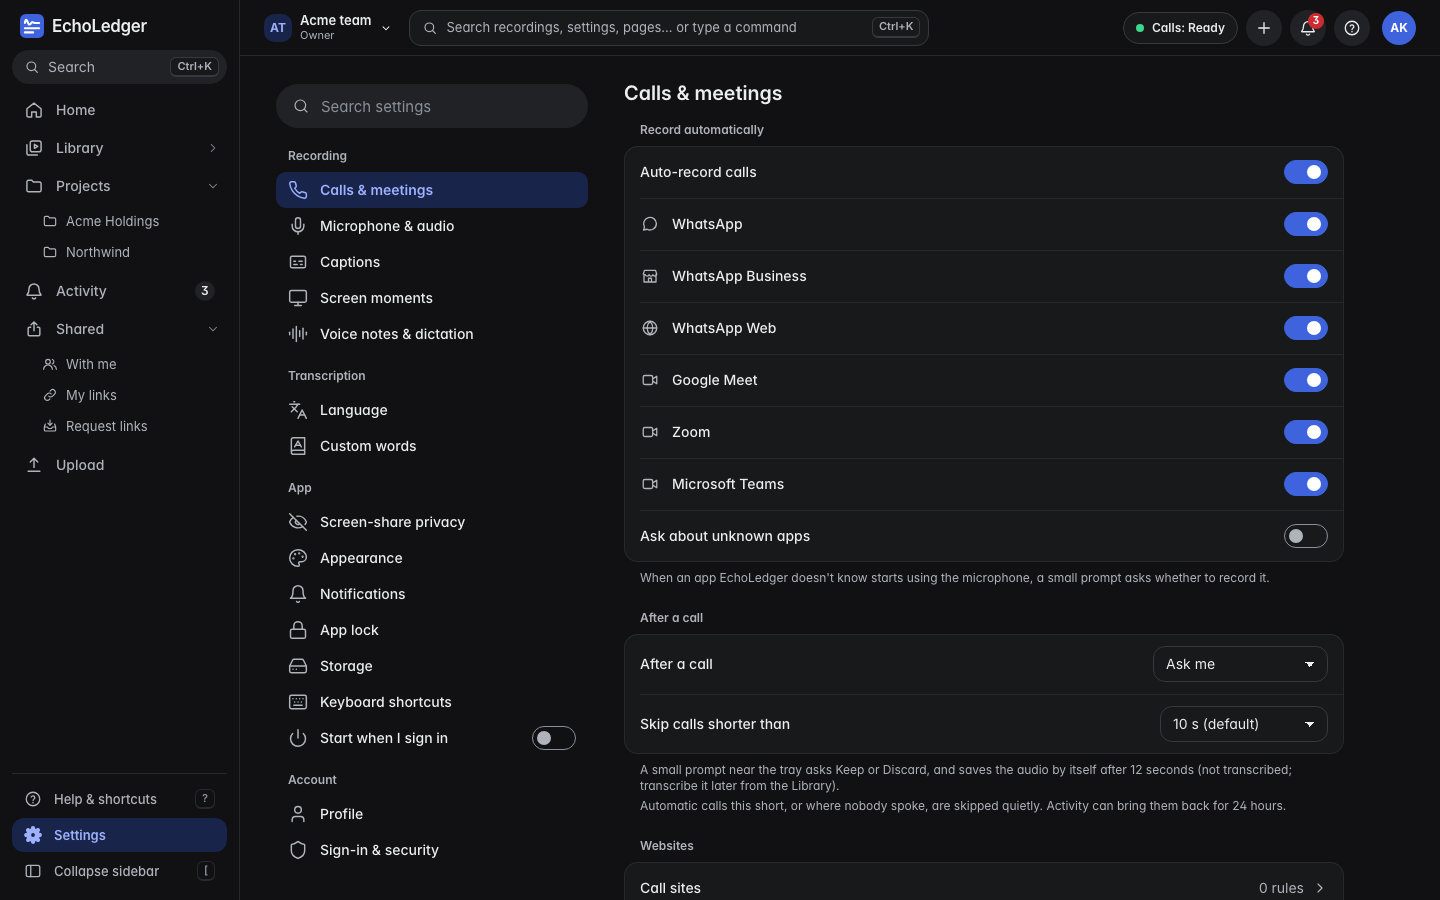 EchoLedger
Search Ctrl+K
Home
Library
Projects
Acme Holdings
Northwind
Activity 3
Shared
With me
My links
Request links
Upload
Help & shortcuts ?
Settings
Collapse sidebar [
AT Acme team
Owner
Search recordings, settings, pages... or type a command Ctrl+K
Calls: Ready
3
AK
Search settings
Recording
Calls & meetings
Microphone & audio
Captions
Screen moments
Voice notes & dictation
Transcription
Language
Custom words
App
Screen-share privacy
Appearance
Notifications
App lock
Storage
Keyboard shortcuts
Start when I sign in
Account
Profile
Sign-in & security
Calls & meetings
Record automatically
Auto-record calls
WhatsApp
WhatsApp Business
WhatsApp Web
Google Meet
Zoom
Microsoft Teams
Ask about unknown apps
When an app EchoLedger doesn't know starts using the microphone, a small prompt asks whether to record it.
After a call
After a call Ask me
Skip calls shorter than 10 s (default)
A small prompt near the tray asks Keep or Discard, and saves the audio by itself after 12 seconds (not transcribed;
transcribe it later from the Library).
Automatic calls this short, or where nobody spoke, are skipped quietly. Activity can bring them back for 24 hours.
Websites
Call sites 0 rules